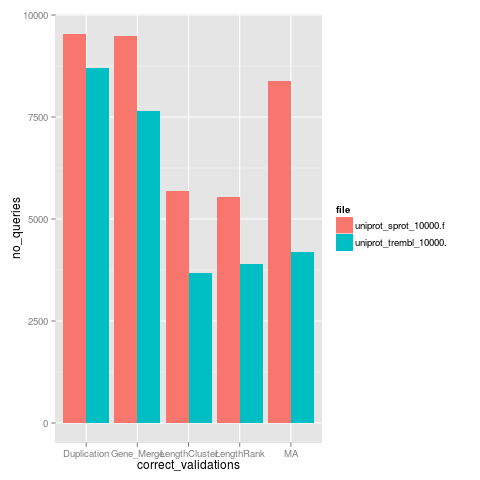 10000
7500
5000
2500
0
no_queries
Duplication Gene_Merge LengthCluster LengthRank MA
correct_validations
file
uniprot_sprot_10000.f
uniprot_trembl_10000.